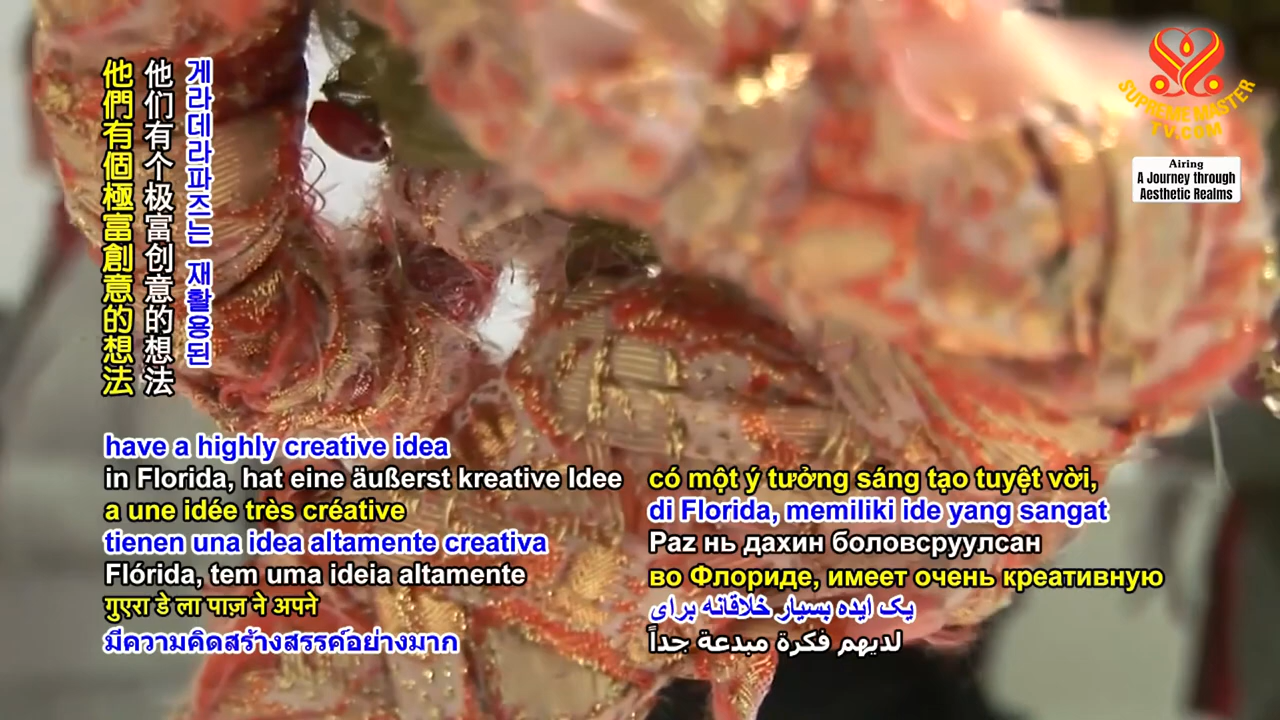 他們有個極富創意的想法
他们有个极富创意的想法
게라데라파즈는 재활용된
SUPREME MASTER
TV.COM
Airing
A Journey through
Aesthetic Realms
have a highly creative idea
in Florida, hat eine äußerst kreative Idee
a une idée très créative
tienen una idea altamente creativa
Flórida, tem uma ideia altamente
गुएरा डे ला पाज़ ने अपने
มีความคิดสร้างสรรค์อย่างมาก
có một ý tưởng sáng tạo tuyệt vời,
di Florida, memiliki ide yang sangat
Paz нь дахин боловсруулсан
во Флориде, имеет очень креативную
یک ایده بسیار خلاقانه برای
لديهم فكرة مبدعة جداً